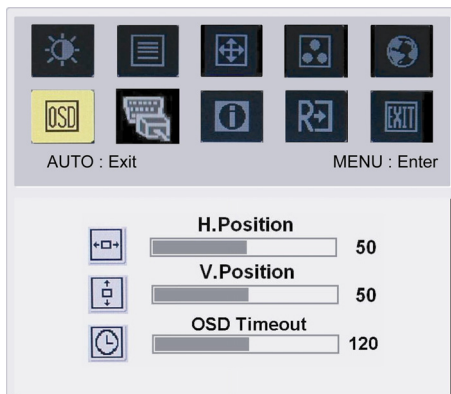 OSD R EXIT
AUTO : Exit MENU : Enter
H.Position
50
V.Position
50
OSD Timeout
120